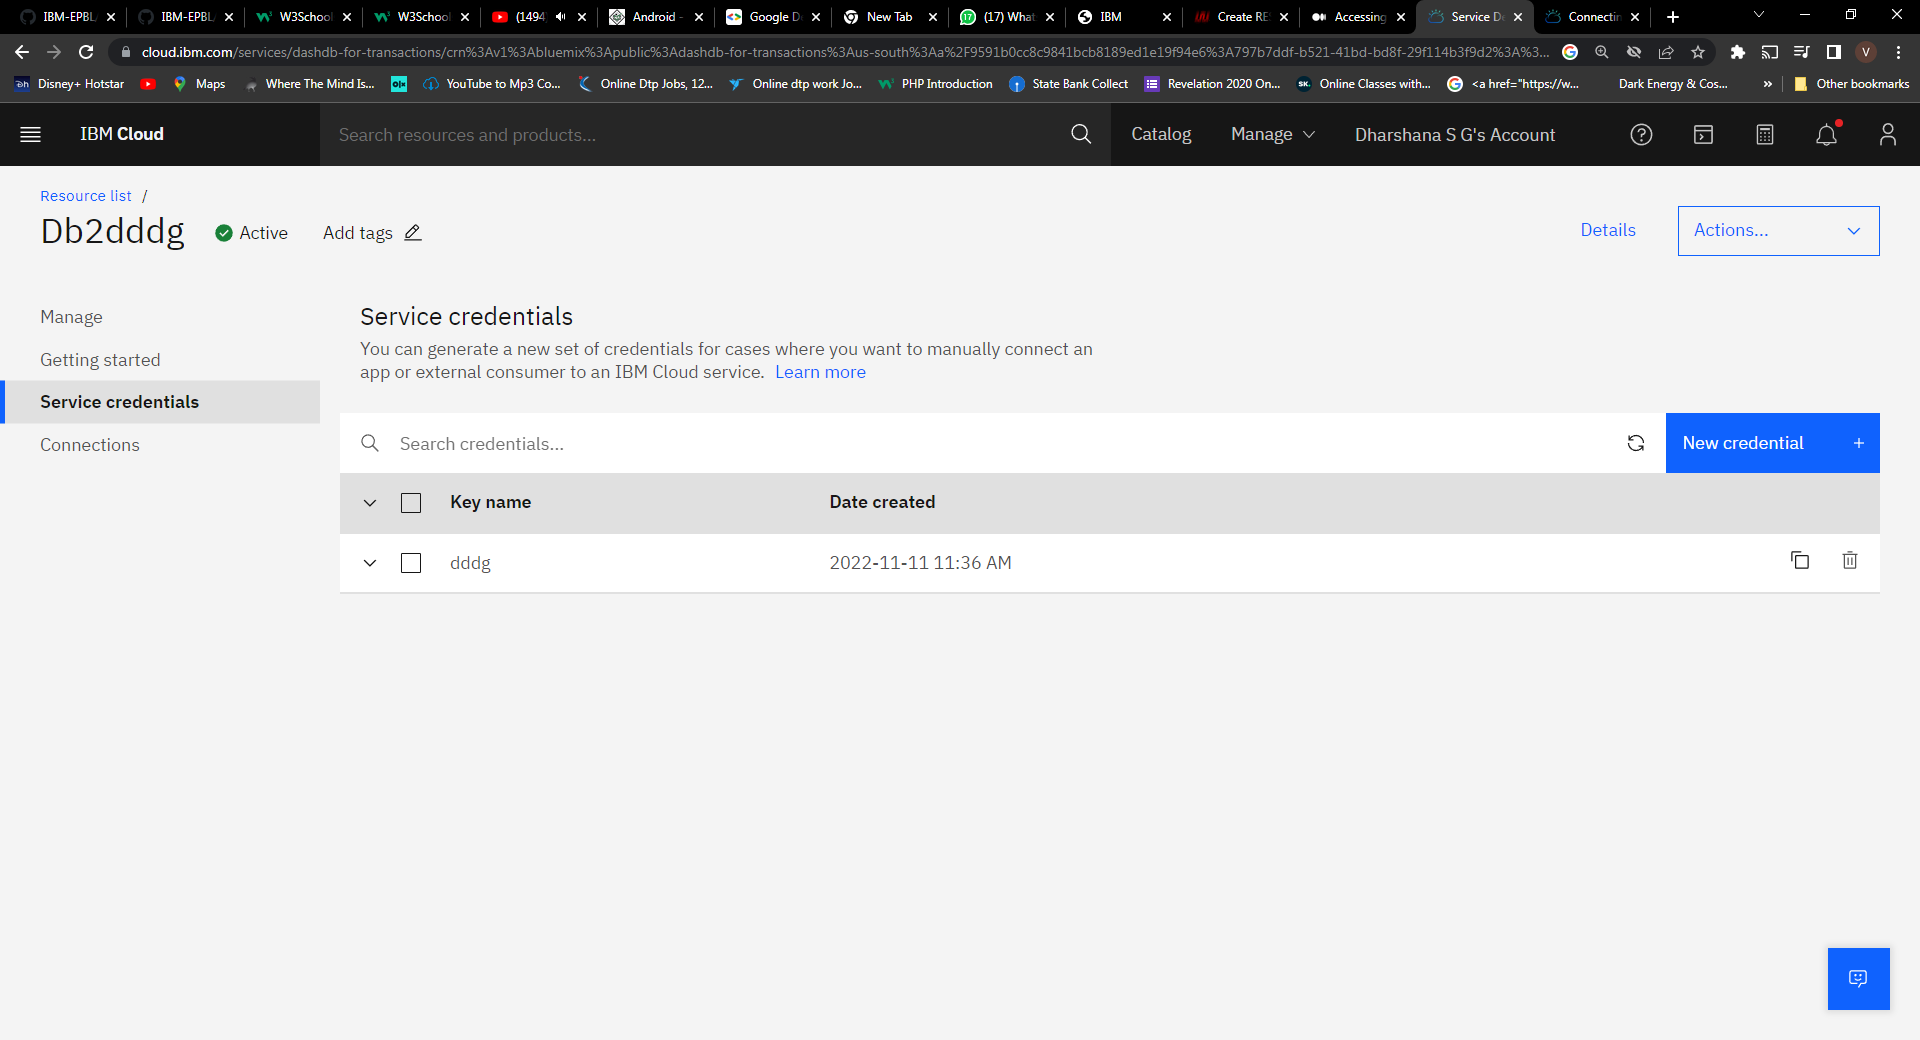 IBM-EPBL
IBM-EPBL
W3School
W3School
(1494
Android -
Google D
New Tab
(17) What
IBM
Create RE
Accessing
Service De
Connectin
cloud.ibm.com/services/dashdb-for-transactions/crn%3Av1%3Abluemix%3Apublic%3Adashdb-for-transactions%3Aus-south%3Aa%2F9591b0cc8c9841bcb8189ed1e19f94e6%3A797b7ddf-b521-41bd-bd8f-29f114b3f9d2%3A%3...
V
Disney+ Hotstar
Maps
Where The Mind Is...
YouTube to Mp3 Co...
Online Dtp Jobs, 12...
Online dtp work Jo...
PHP Introduction
State Bank Collect
Revelation 2020 On...
SK.
Online Classes with...
<a href="https://w...
Dark Energy & Cos...
»
Other bookmarks
IBM Cloud
Search resources and products...
Catalog
Manage
Dharshana S G's Account
Resource list /
Db2dddg
Active
Add tags
Details
Actions...
Manage
Getting started
Service credentials
Connections
Service credentials
You can generate a new set of credentials for cases where you want to manually connect an
app or external consumer to an IBM Cloud service. Learn more
Search credentials...
New credential +
Key name
Date created
dddg
2022-11-11 11:36 AM